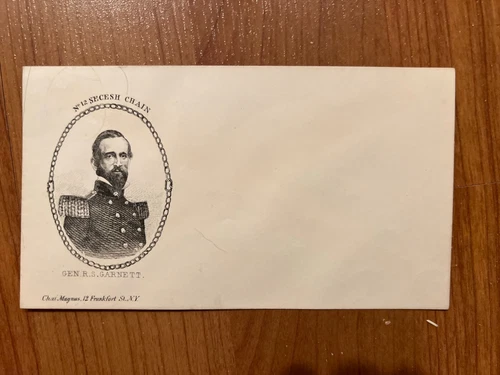 No 12 SECESH CHAIN
GEN. R. S. GARNETT.
Chas. Magnus, 12 Frankfort St. N.Y.